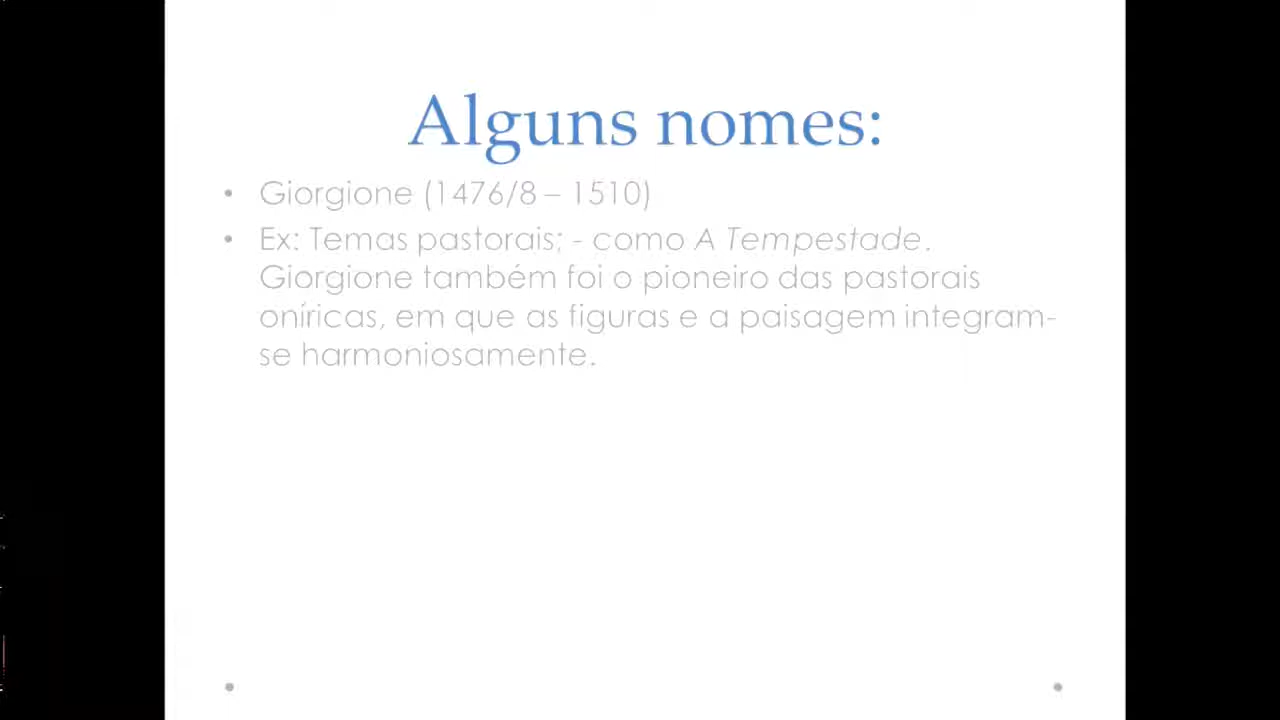 Alguns nomes:
• Giorgione (1476/8 – 1510)
• Ex: Temas pastorais; - como A Tempestade.
Giorgione também foi o pioneiro das pastorais
oníricas, em que as figuras e a paisagem integram-
se harmoniosamente.